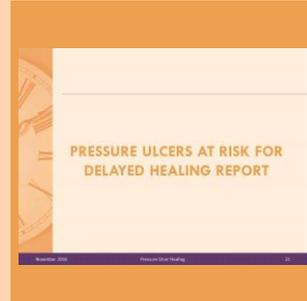 PRESSURE ULCERS AT RISK FOR
DELAYED HEALING REPORT
November 2016 Pressure Ulcer Healing 21